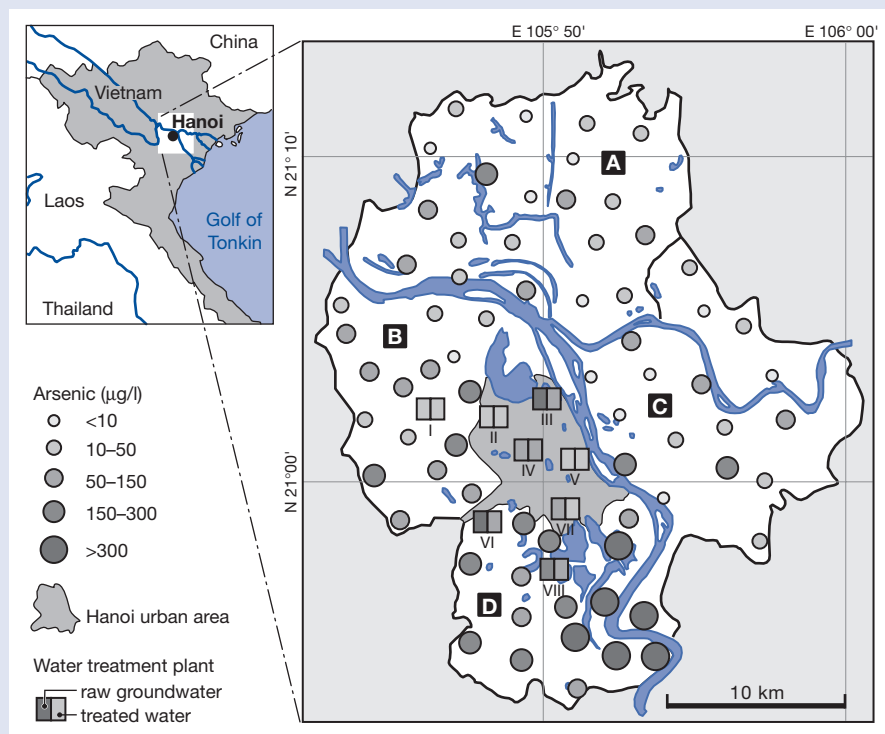 China
Vietnam
Hanoi
Laos
Golf of
Tonkin
Thailand
Arsenic (µg/l)
<10
10–50
50–150
150–300
>300
Hanoi urban area
Water treatment plant
raw groundwater
treated water
E 105°50'
E 106°00'
N 21°10'
N 21°00'
A
B
C
I
II
III
IV
V
VI
VII
VIII
D
10 km